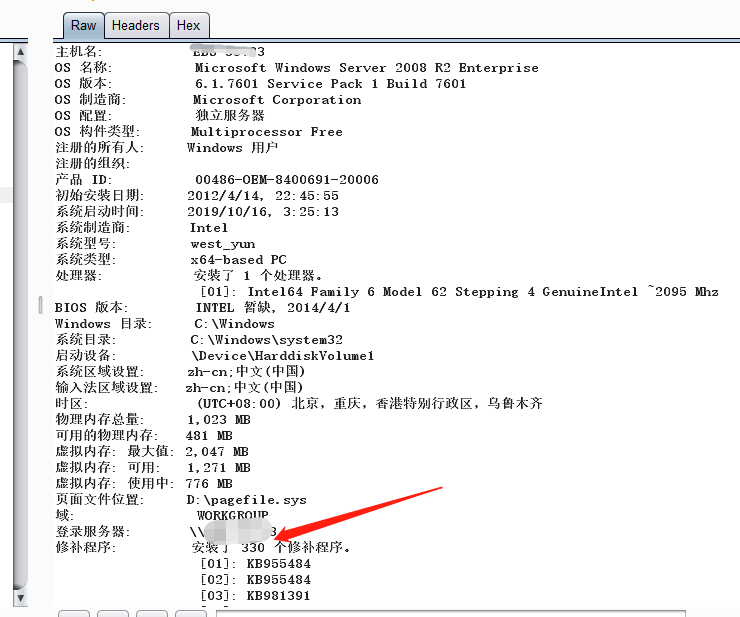 Raw Headers Hex
主机名:
OS 名称: Microsoft Windows Server 2008 R2 Enterprise
OS 版本: 6.1.7601 Service Pack 1 Build 7601
OS 制造商: Microsoft Corporation
OS 配置: 独立服务器
OS 构件类型: Multiprocessor Free
注册的所有人: Windows 用户
注册的组织:
产品 ID: 00486-OEM-8400691-20006
初始安装日期: 2012/4/14, 22:45:55
系统启动时间: 2019/10/16, 3:25:13
系统制造商: Intel
系统型号: west_yun
系统类型: x64-based PC
处理器: 安装了 1 个处理器。
[01]: Intel64 Family 6 Model 62 Stepping 4 GenuineIntel ~2095 Mhz
BIOS 版本: INTEL 暂缺, 2014/4/1
Windows 目录: C:\Windows
系统目录: C:\Windows\system32
启动设备: \Device\HarddiskVolume1
系统区域设置: zh-cn;中文(中国)
输入法区域设置: zh-cn;中文(中国)
时区: (UTC+08:00) 北京，重庆，香港特别行政区，乌鲁木齐
物理内存总量: 1,023 MB
可用的物理内存: 481 MB
虚拟内存: 最大值: 2,047 MB
虚拟内存: 可用: 1,271 MB
虚拟内存: 使用中: 776 MB
页面文件位置: D:\pagefile.sys
域: WORKGROUP
登录服务器: \\
修补程序: 安装了 330 个修补程序。
[01]: KB955484
[02]: KB955484
[03]: KB981391